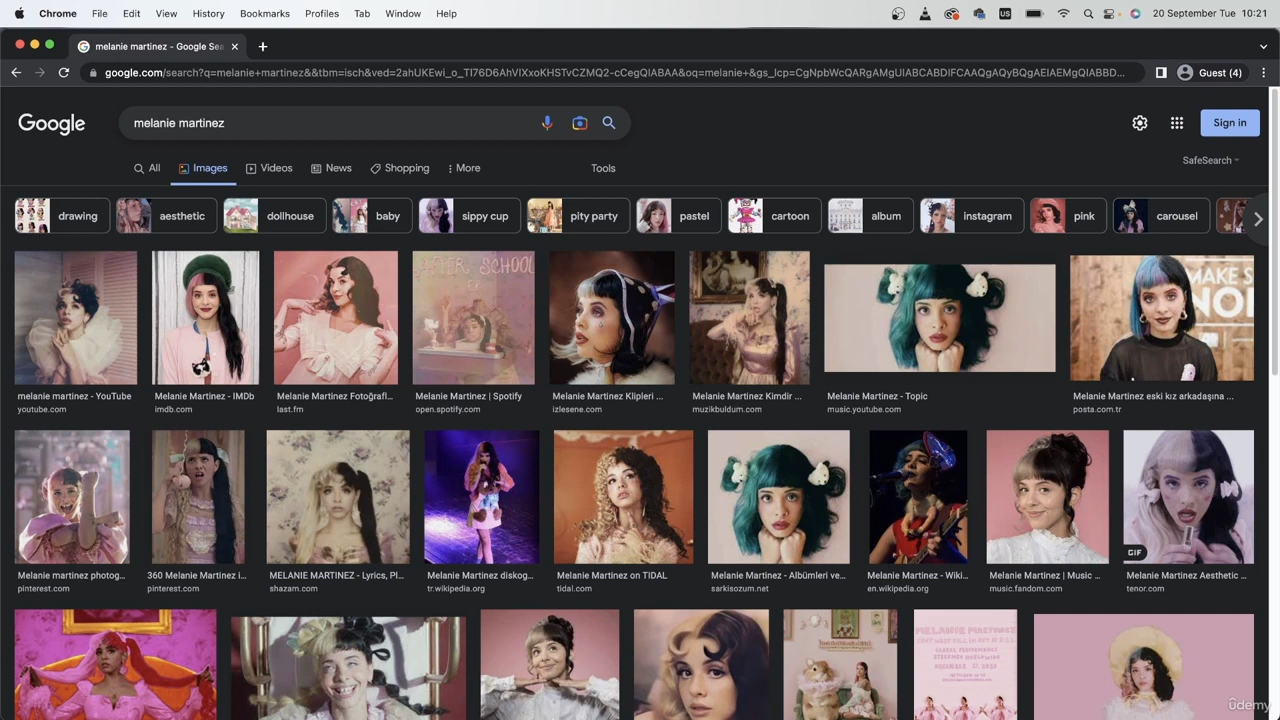 Chrome File Edit View History Bookmarks Profiles Tab Window Help US 20 September Tue 10:21
melanie martinez - Google Sea
google.com/search?q=melanie+martinez&&tbm=isch&ved=2ahUKEwi_o_TI76D6AhVIXxoKHSTvCZMQ2-cCegQIABAA&oq=melanie+&gs_lcp=CgNpbWcQARgAMgUIABCABDIFCAAQgAQyBQgAEIAEMgQIABBD... Guest (4)
Google melanie martinez Sign in
All Images Videos News Shopping More Tools SafeSearch
drawing aesthetic dollhouse baby sippy cup pity party pastel cartoon album instagram pink carousel
AFTER SCHOOL
MAKE S
melanie martinez - YouTube Melanie Martinez - IMDb Melanie Martinez Fotoğrafl... Melanie Martinez | Spotify Melanie Martinez Klipleri ... Melanie Martinez Kimdir ... Melanie Martinez - Topic Melanie Martinez eski kız arkadaşına ...
youtube.com imdb.com last.fm open.spotify.com izlesene.com muzikbuldum.com music.youtube.com posta.com.tr
GIF
Melanie martinez photog... 360 Melanie Martinez i... MELANIE MARTINEZ - Lyrics, Pl... Melanie Martinez diskog... Melanie Martinez on TIDAL Melanie Martinez - Albümleri ve... Melanie Martinez - Wiki... Melanie Martinez | Music ... Melanie Martinez Aesthetic ...
pinterest.com pinterest.com shazam.com tr.wikipedia.org tidal.com sarkisozum.net en.wikipedia.org music.fandom.com tenor.com
MELANIE MARTINEZ
ûdemy